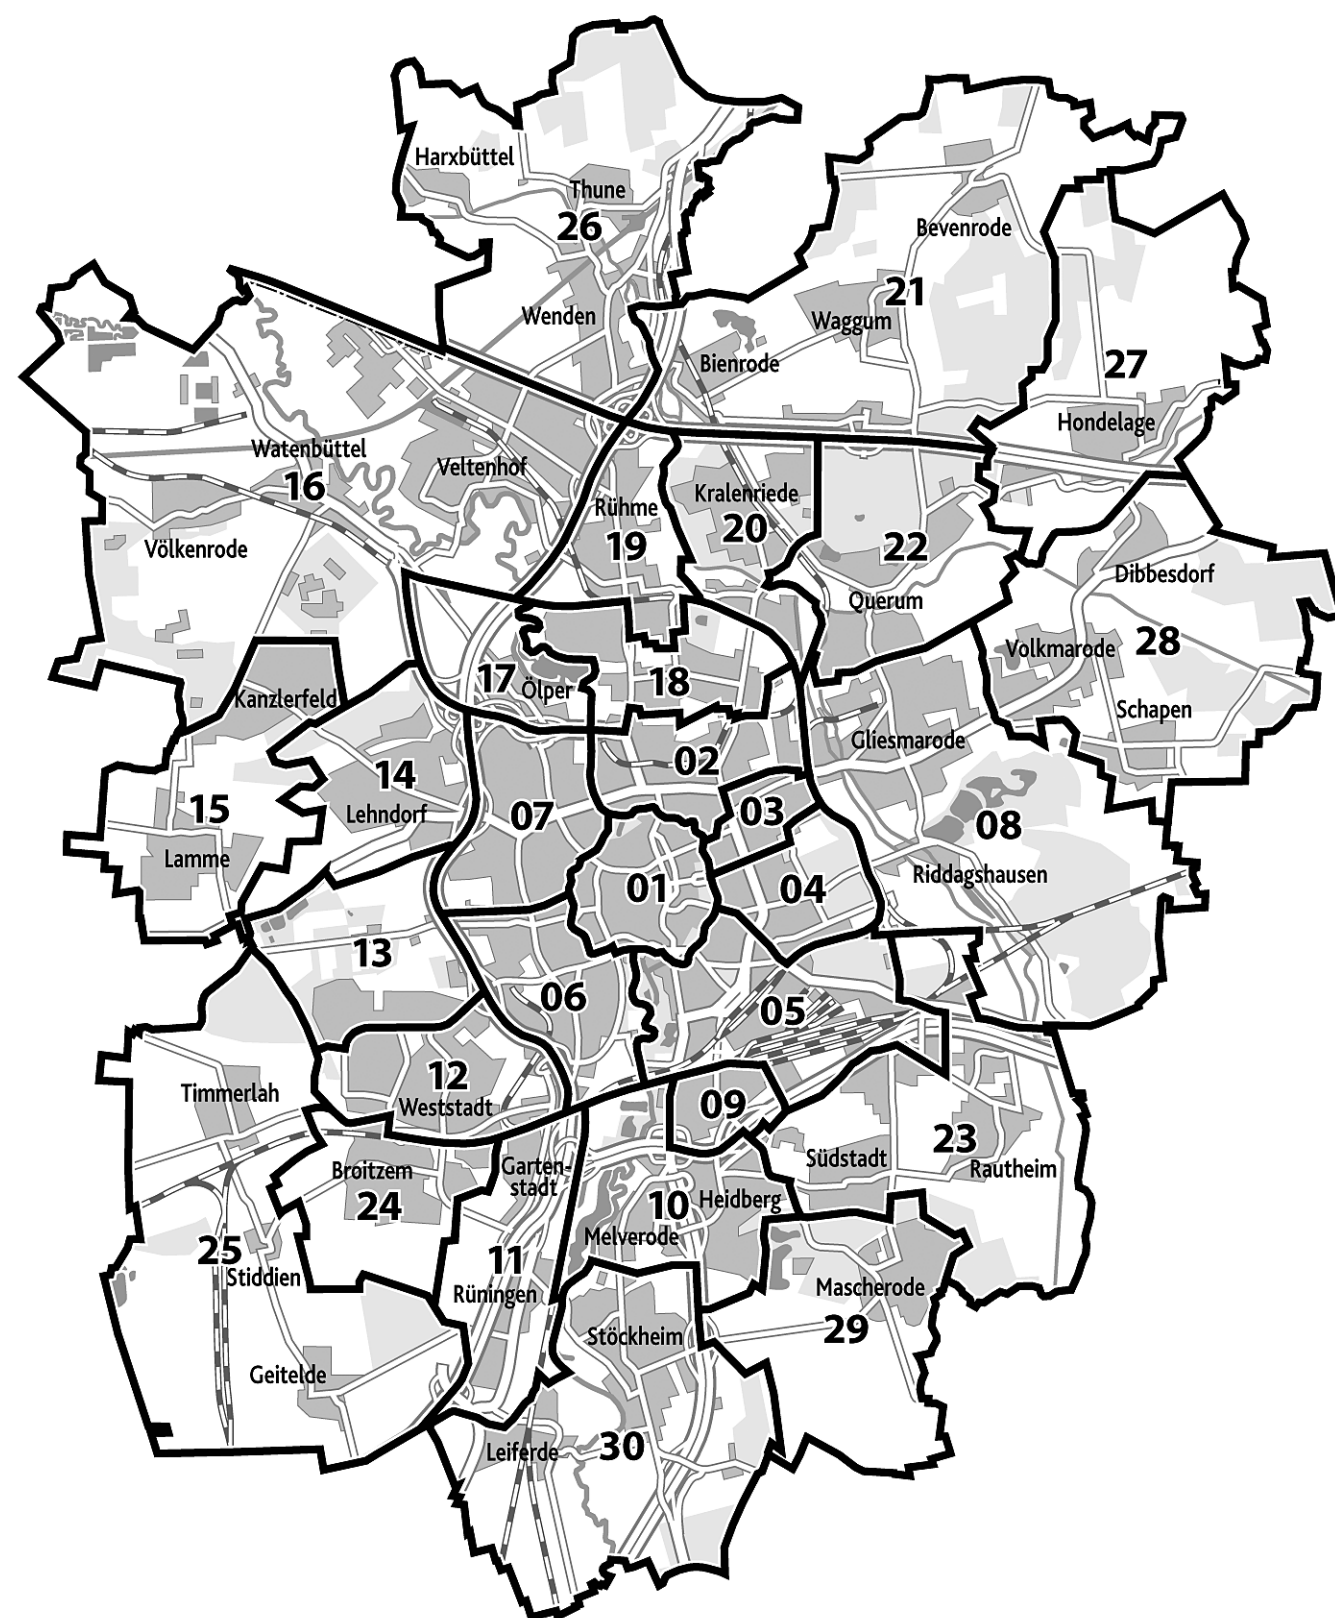 Harxbüttel
Thune
26
Bevenrode
21
Wenden
Waggum
Bienrode
27
Hondelage
Watenbüttel
16
Veltenhof
Kralenriede
20
Rühme
19
22
Völkenrode
Dibbesdorf
Querum
Volkmarode
28
Kanzlerfeld
17
Ölper
18
Schapen
Gliesmarode
02
14
Lehndorf
15
07
03
08
Lamme
Riddagshausen
01
04
13
06
05
12
Weststadt
Timmerlah
09
23
Südstadt
Rautheim
Broitzem
24
Garten-
stadt
10
Heidberg
Melverode
25
Stiddien
11
Rüningen
Mascherode
29
Stöckheim
Geitelde
Leiferde
30